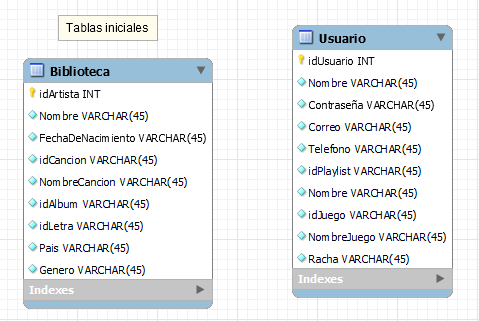 Tablas iniciales
Biblioteca
idArtista INT
Nombre VARCHAR(45)
FechaDeNacimiento VARCHAR(45)
idCancion VARCHAR(45)
NombreCancion VARCHAR(45)
idAlbum VARCHAR(45)
idLetra VARCHAR(45)
Pais VARCHAR(45)
Genero VARCHAR(45)
Indexes
Usuario
idUsuario INT
Nombre VARCHAR(45)
Contraseña VARCHAR(45)
Correo VARCHAR(45)
Telefono VARCHAR(45)
idPlaylist VARCHAR(45)
Nombre VARCHAR(45)
idJuego VARCHAR(45)
NombreJuego VARCHAR(45)
Racha VARCHAR(45)
Indexes